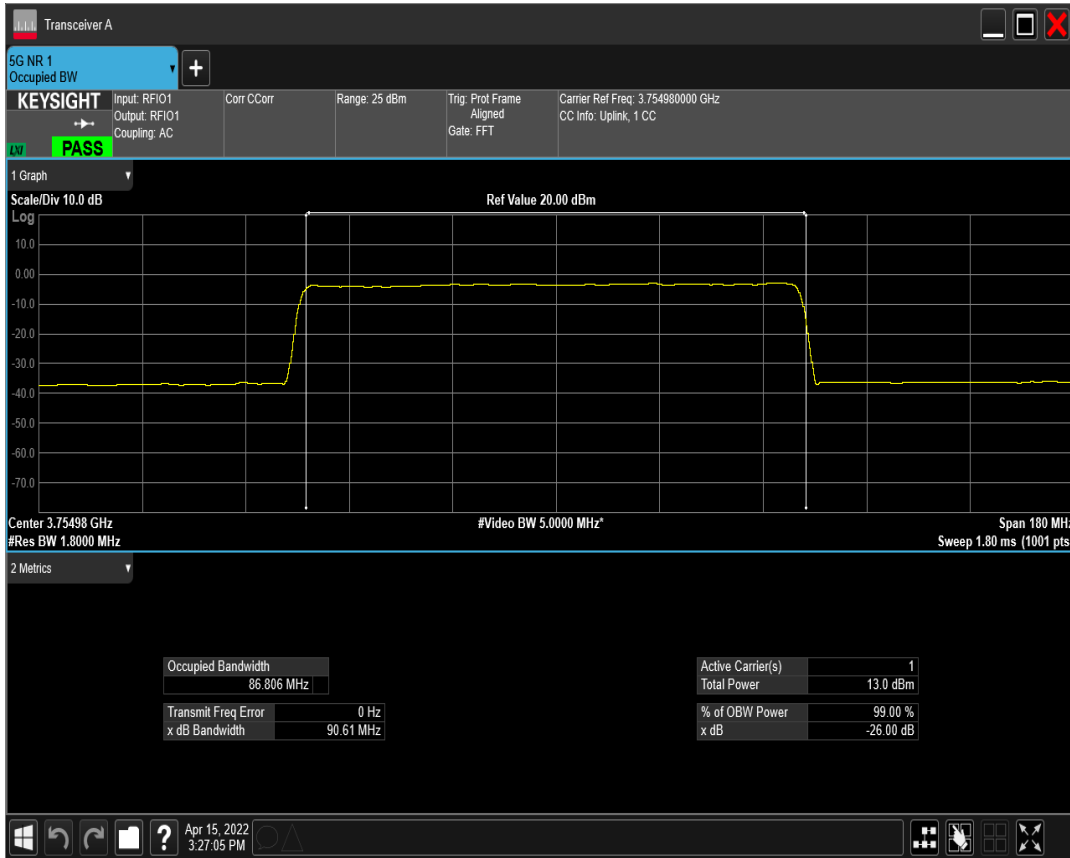 Transceiver A
5G NR 1
Occupied BW
+
KEYSIGHT
LXI
PASS
Input: RFIO1
Output: RFIO1
Coupling: AC
Corr CCorr
Range: 25 dBm
Trig: Prot Frame
Aligned
Gate: FFT
Carrier Ref Freq: 3.754980000 GHz
CC Info: Uplink, 1 CC
1 Graph
Scale/Div 10.0 dB
Ref Value 20.00 dBm
Log
10.0
0.00
-10.0
-20.0
-30.0
-40.0
-50.0
-60.0
-70.0
Center 3.75498 GHz
#Video BW 5.0000 MHz*
Span 180 MHz
#Res BW 1.8000 MHz
Sweep 1.80 ms (1001 pts
2 Metrics
Occupied Bandwidth
86.806 MHz
Transmit Freq Error 0 Hz
x dB Bandwidth 90.61 MHz
Active Carrier(s) 1
Total Power 13.0 dBm
% of OBW Power 99.00 %
x dB -26.00 dB
?
Apr 15, 2022
3:27:05 PM